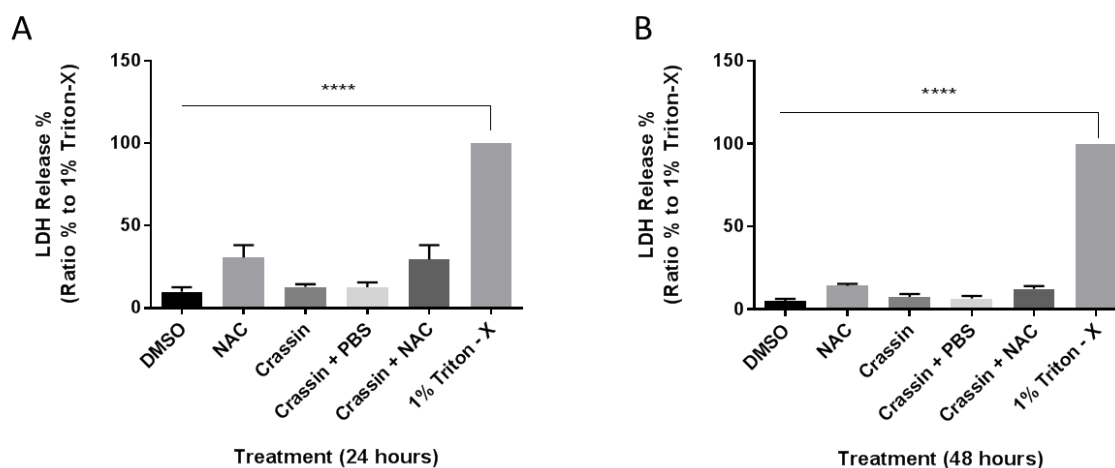 A
LDH Release %
(Ratio % to 1% Triton-X)
150
100
50
0
****
DMSO
NAC
Crassin
Crassin + PBS
Crassin + NAC
1% Triton - X
Treatment (24 hours)
B
LDH Release %
(Ratio % to 1% Triton-X)
150
100
50
0
****
DMSO
NAC
Crassin
Crassin + PBS
Crassin + NAC
1% Triton - X
Treatment (48 hours)